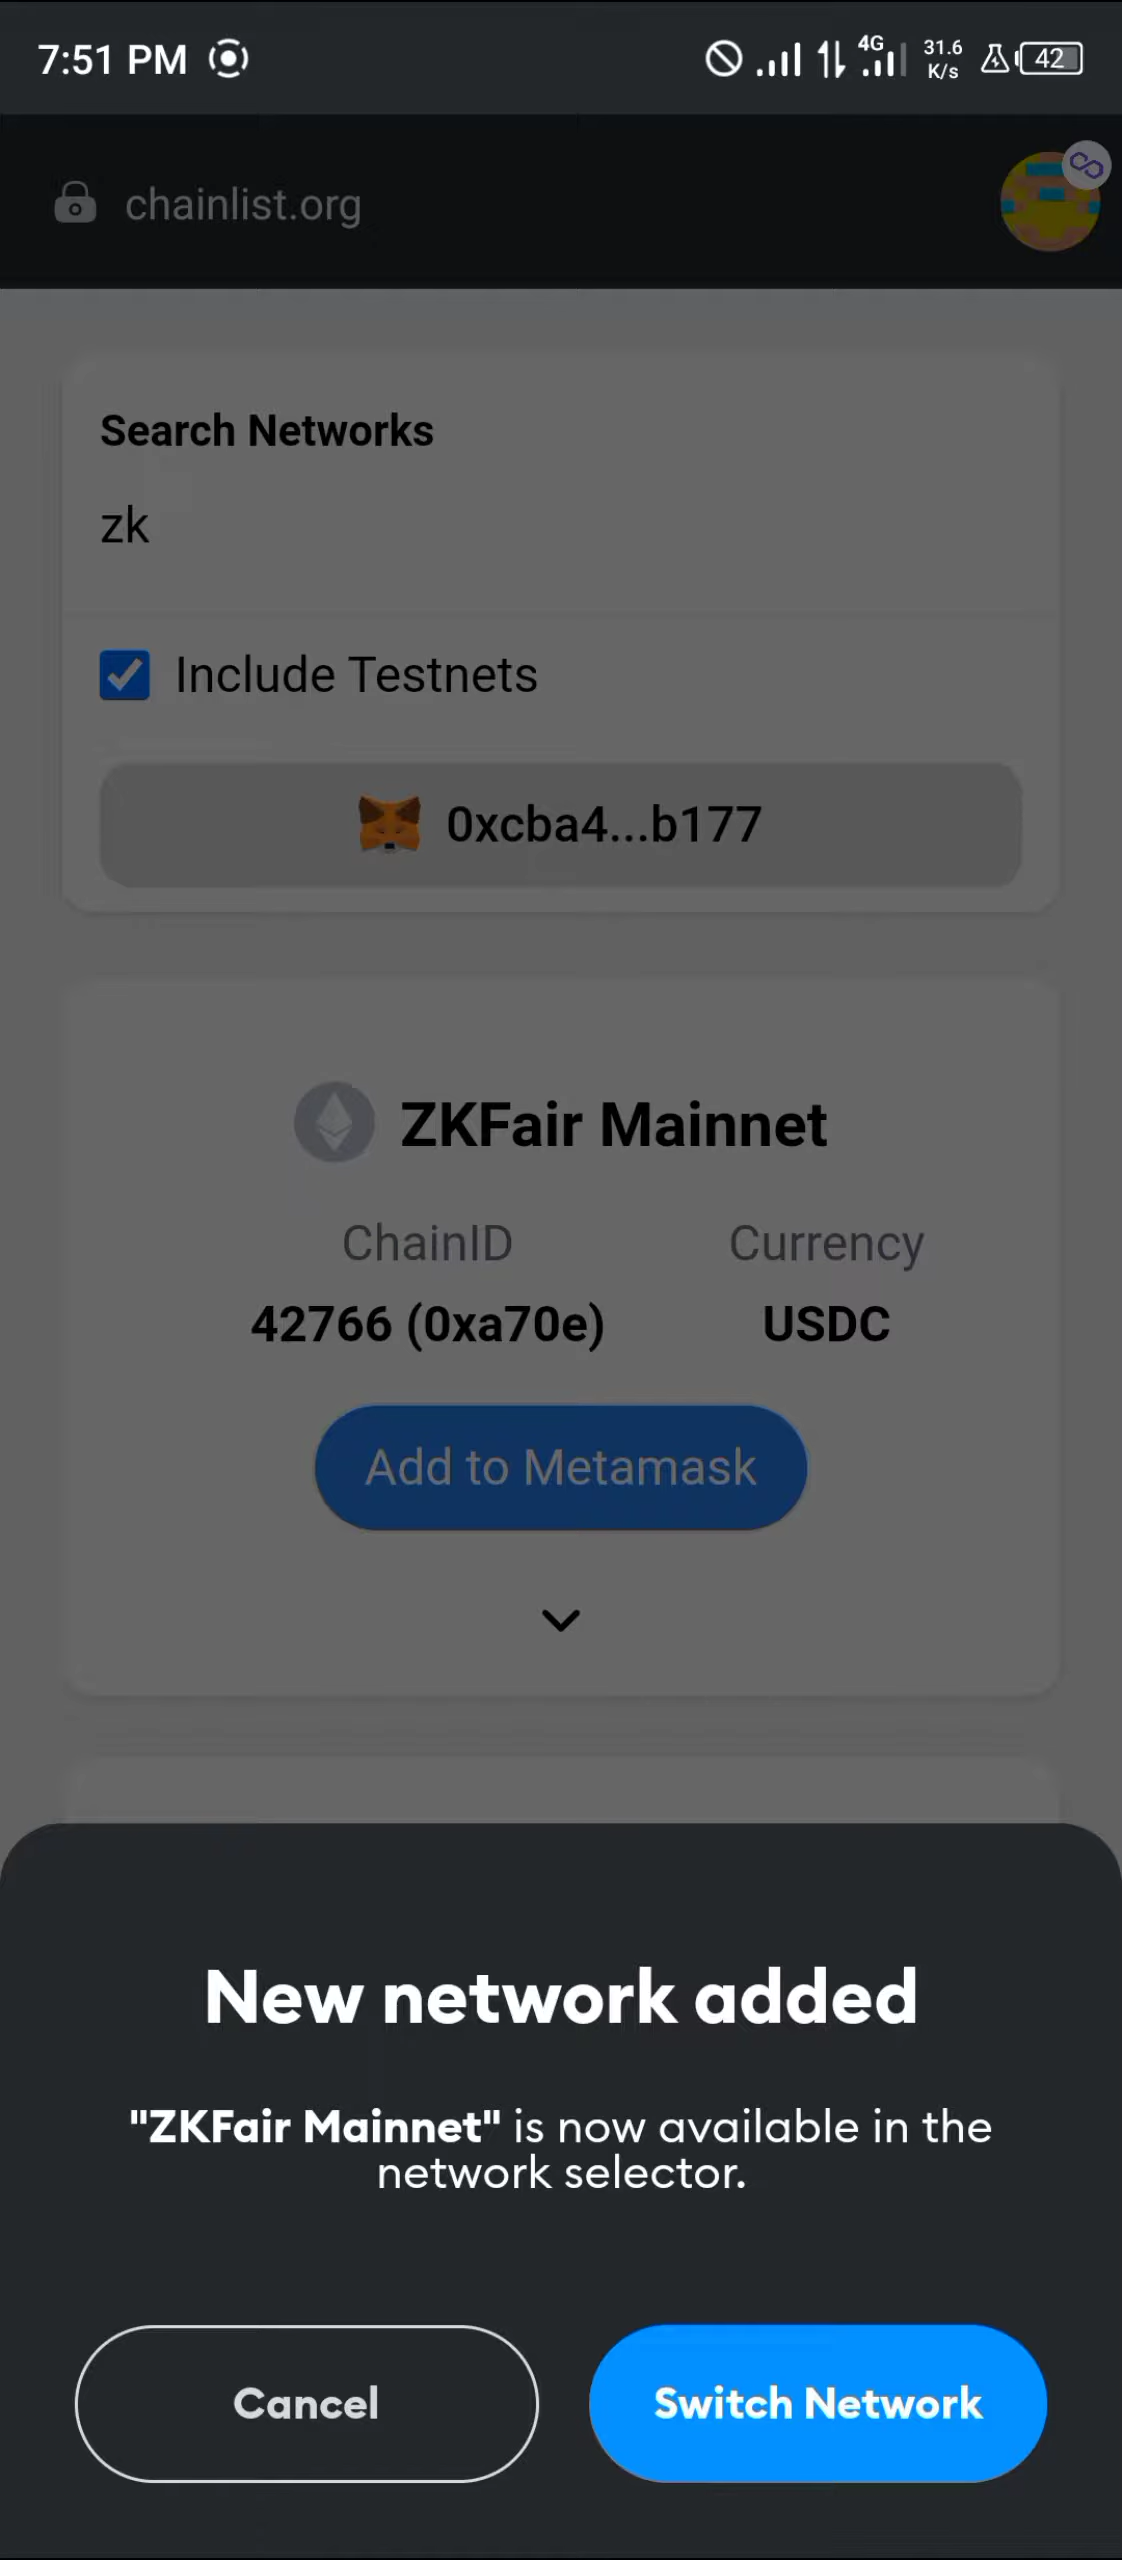 7:51 PM
4G
31.6
K/s
42
chainlist.org
Search Networks
zk
Include Testnets
0xcba4...b177
ZKFair Mainnet
ChainID
Currency
42766 (0xa70e)
USDC
Add to Metamask
New network added
"ZKFair Mainnet" is now available in the
network selector.
Cancel
Switch Network